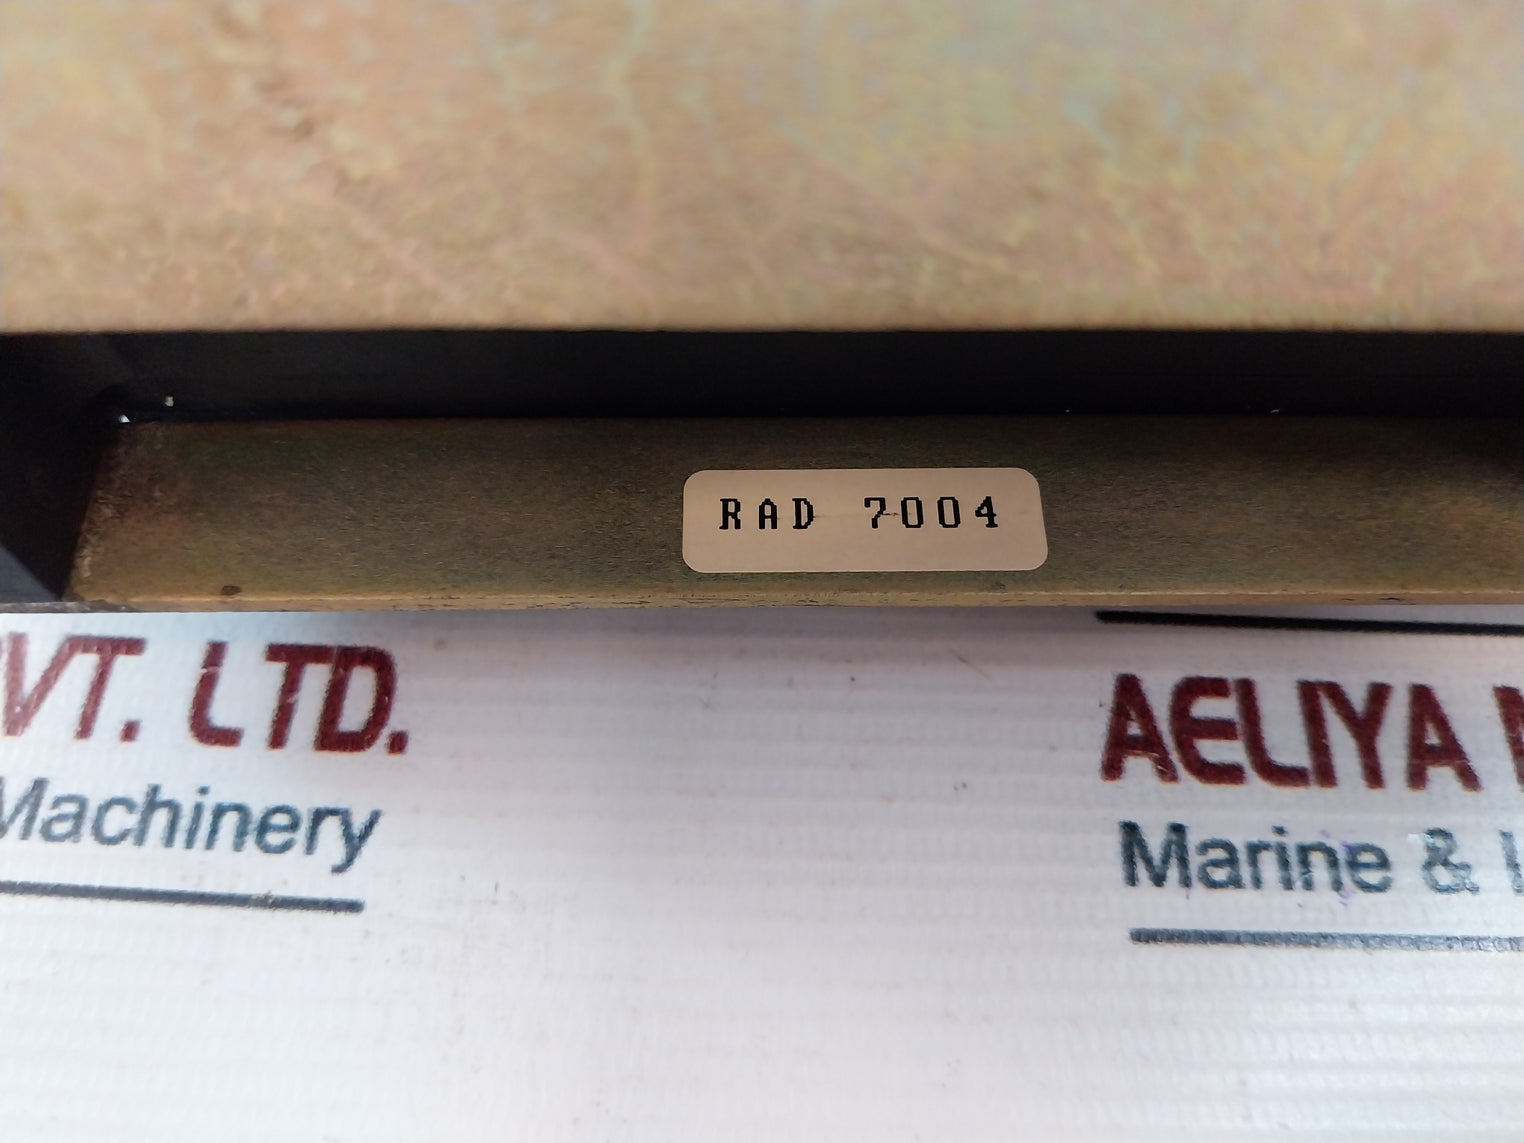 RAD 7004
VT. LTD.
Machinery
AELIYA
Marine &